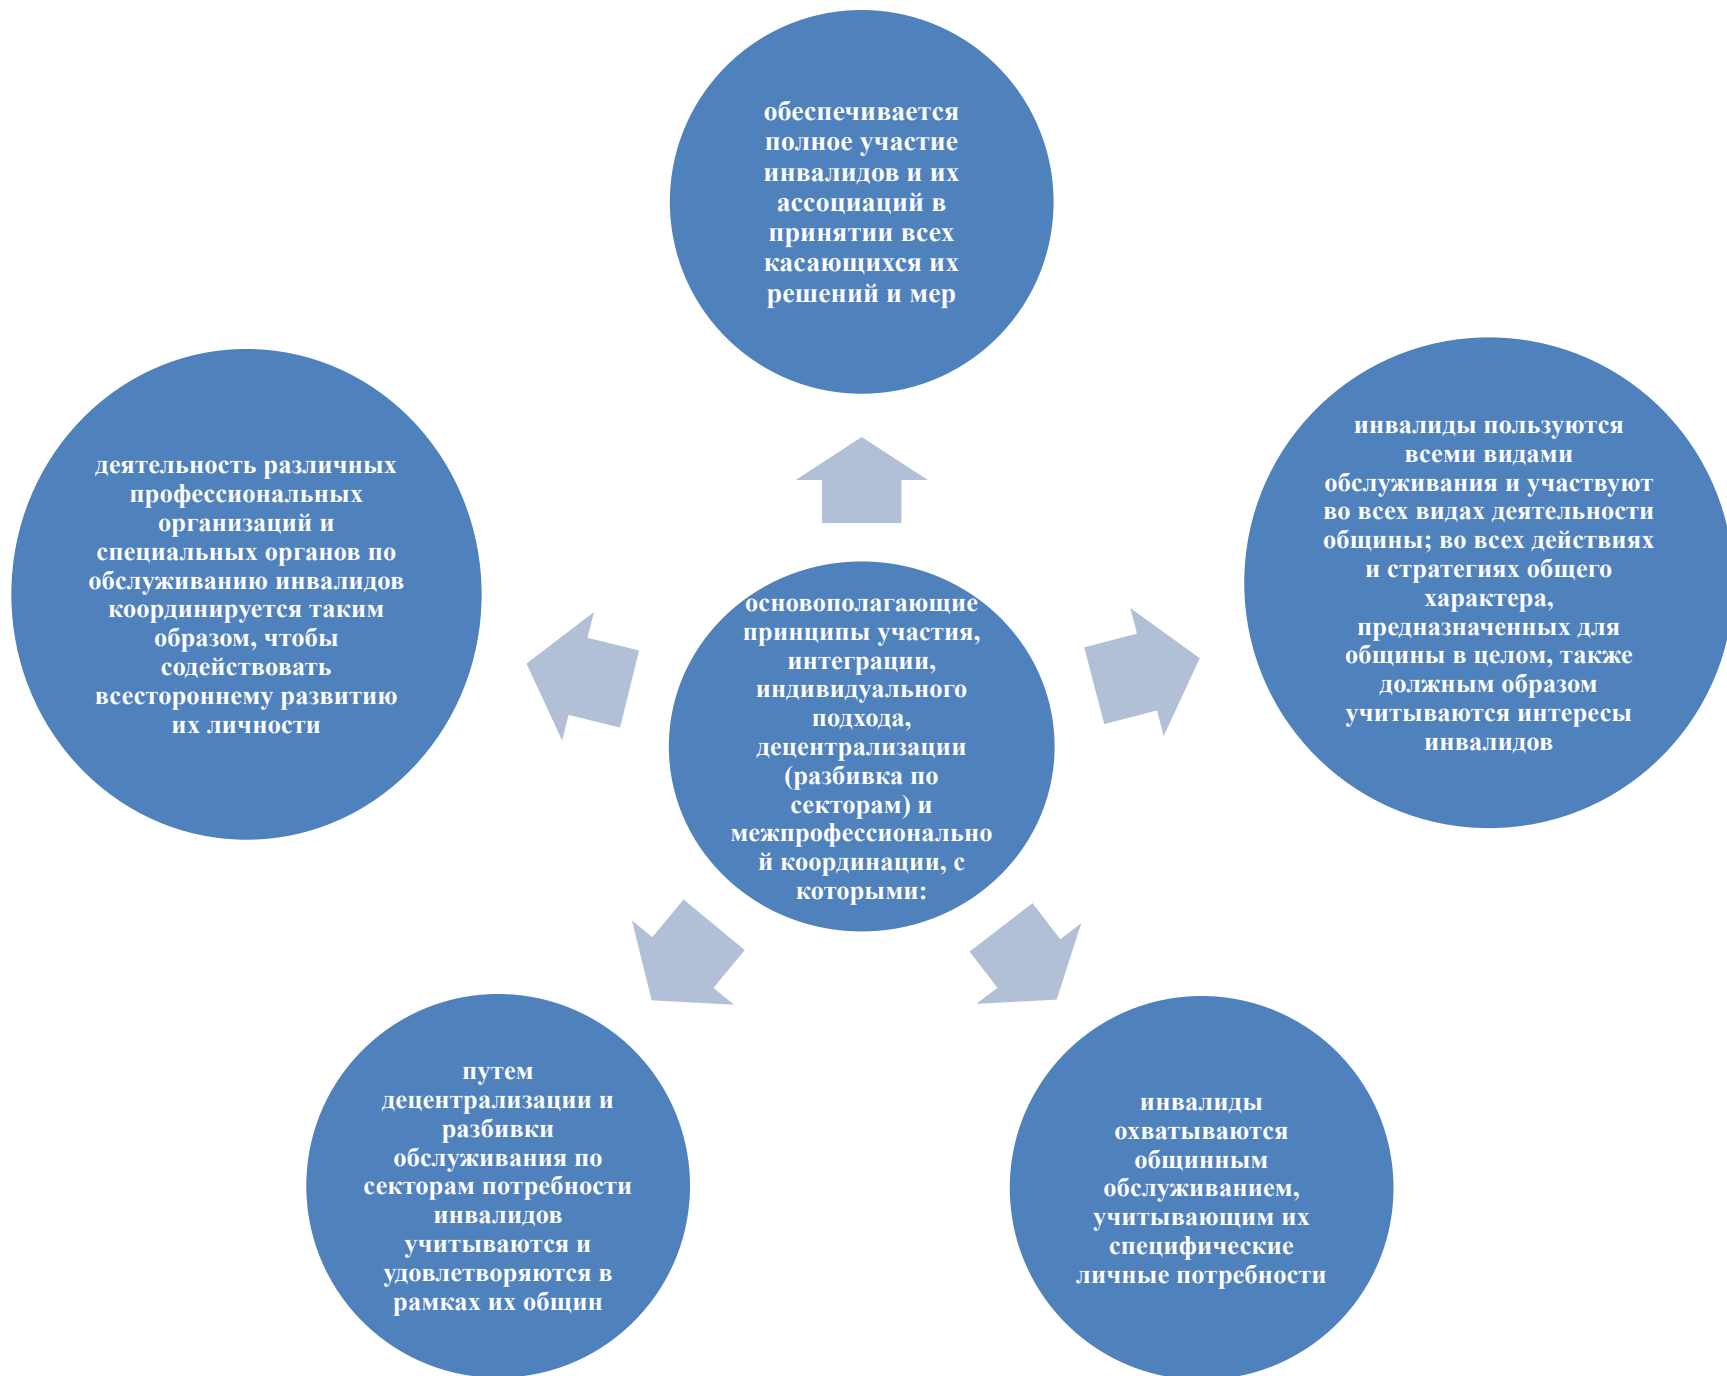 обеспечивается
полное участие
инвалидов и их
ассоциаций в
принятии всех
касающихся их
решений и мер
инвалиды пользуются
всеми видами
обслуживания и участвуют
во всех видах деятельности
общины; во всех действиях
и стратегиях общего
характера,
предназначенных для
общины в целом, также
должным образом
учитываются интересы
инвалидов
деятельность различных
профессиональных
организаций и
специальных органов по
обслуживанию инвалидов
координируется таким
образом, чтобы
содействовать
всестороннему развитию
их личности
основополагающие
принципы участия,
интеграции,
индивидуального
подхода,
децентрализации
(разбивка по
секторам) и
межпрофессионально
й координации, с
которыми:
путем
децентрализации и
разбивки
обслуживания по
секторам потребности
инвалидов
учитываются и
удовлетворяются в
рамках их общин
инвалиды
охватываются
общинным
обслуживанием,
учитывающим их
специфические
личные потребности